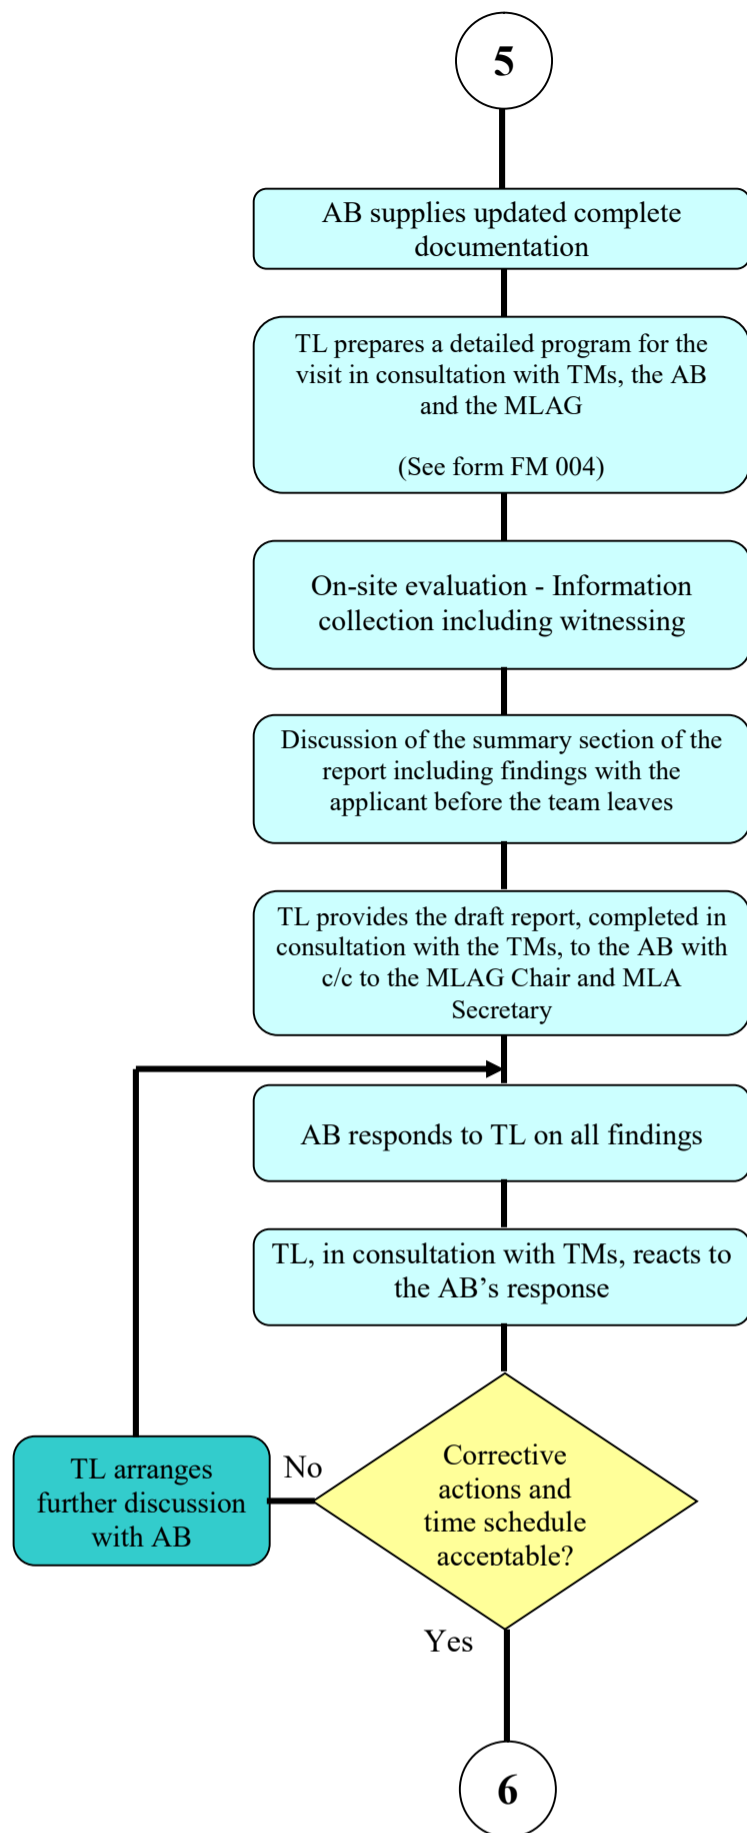 5
AB supplies updated complete
documentation
TL prepares a detailed program for the
visit in consultation with TMs, the AB
and the MLAG
(See form FM 004)
On-site evaluation - Information
collection including witnessing
Discussion of the summary section of the
report including findings with the
applicant before the team leaves
TL provides the draft report, completed in
consultation with the TMs, to the AB with
c/c to the MLAG Chair and MLA
Secretary
AB responds to TL on all findings
TL, in consultation with TMs, reacts to
the AB’s response
Corrective
actions and
time schedule
acceptable?
No
TL arranges
further discussion
with AB
Yes
6